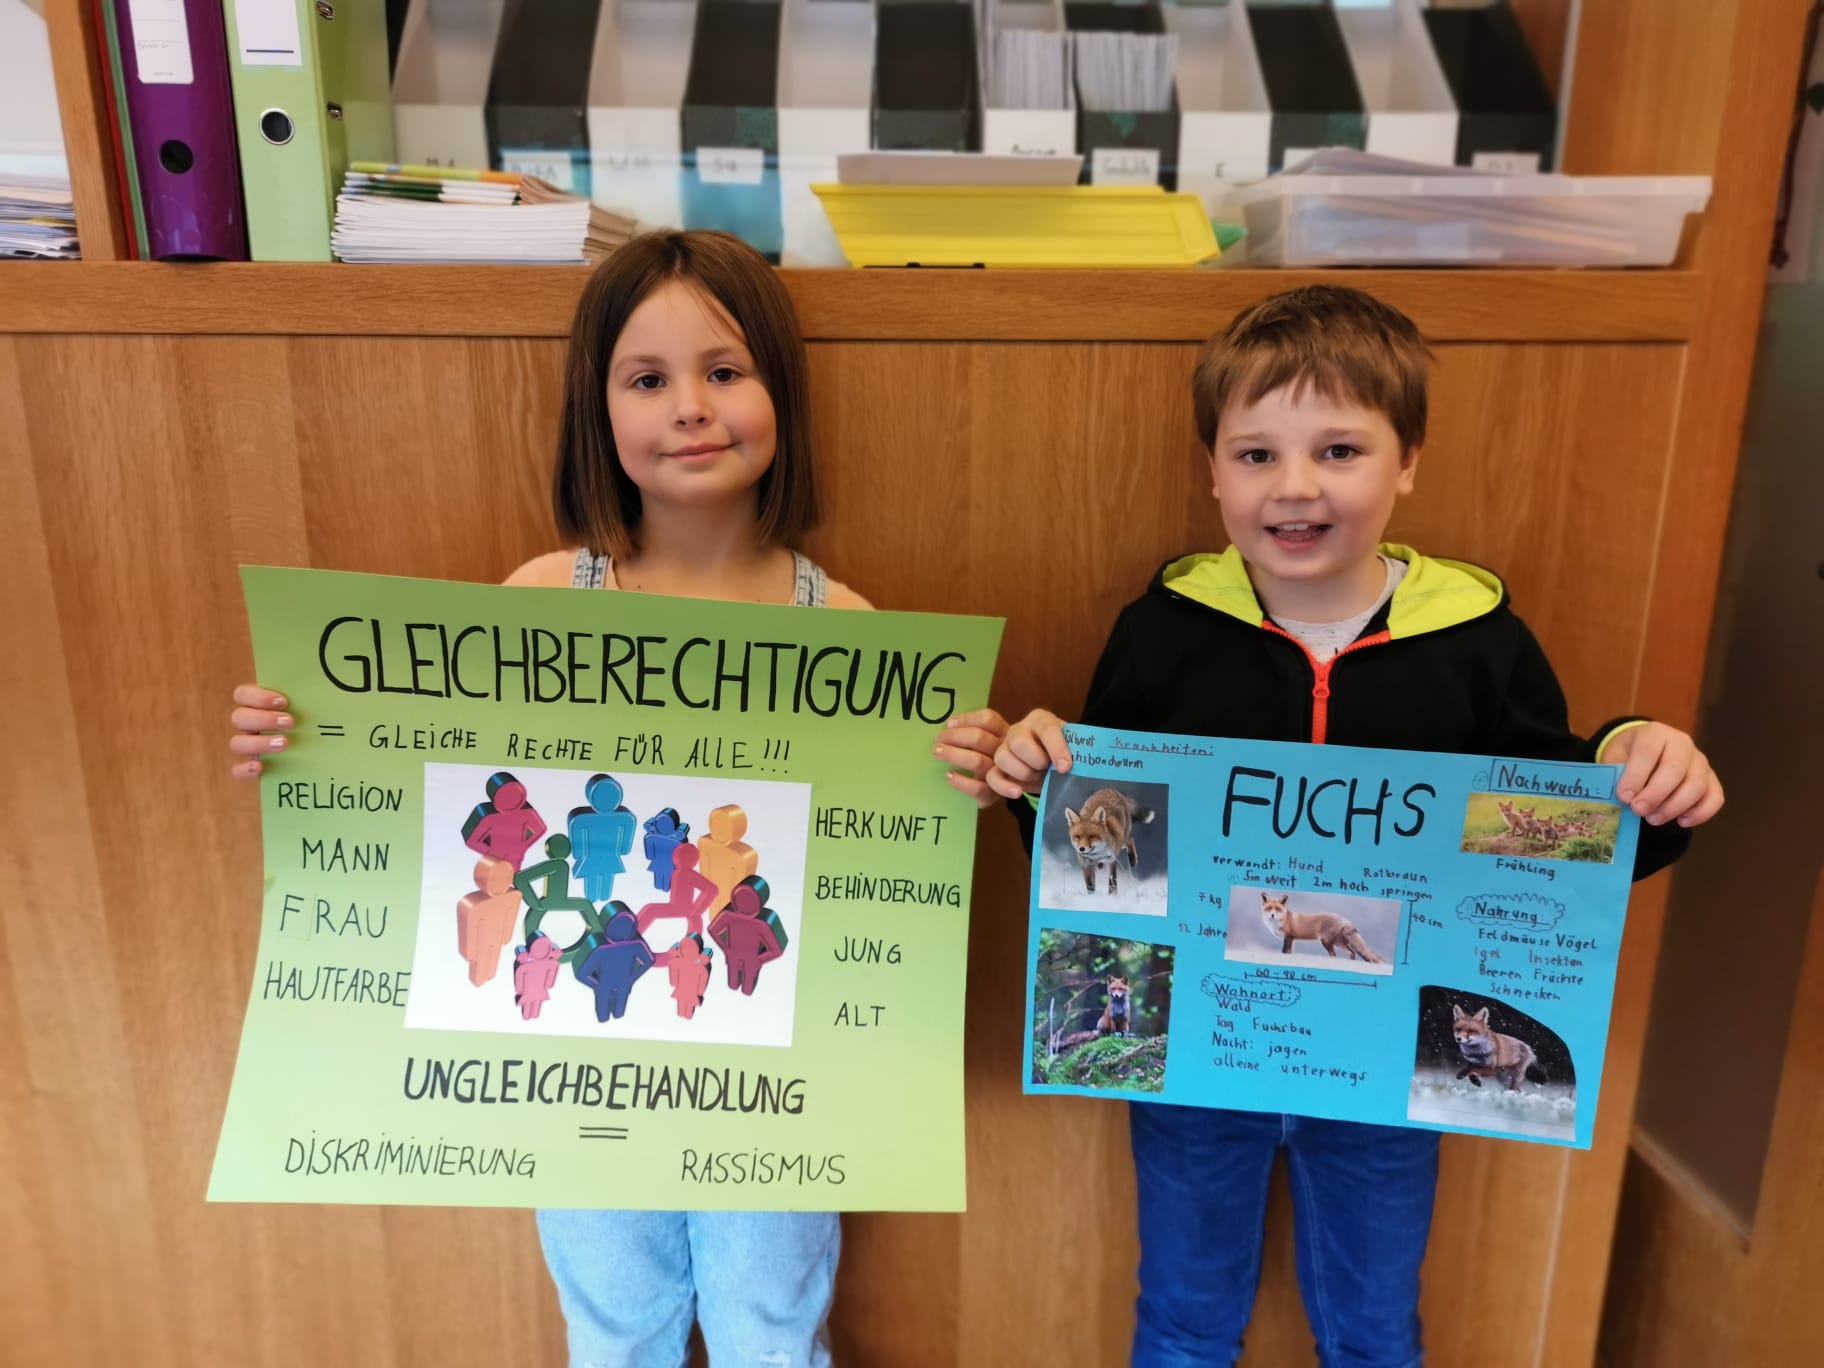 GLEICHBERECHTIGUNG
= GLEICHE RECHTE FÜR ALLE!!!
RELIGION
MANN
FRAU
HAUTFARBE
HERKUNFT
BEHINDERUNG
JUNG
ALT
UNGLEICHBEHANDLUNG
=
DISKRIMINIERUNG RASSISMUS
Krankheiten:
FUCHS
verwandt: Hund Rotbraun
5m weit 2m hoch springen
7 kg
12 Jahre
40 cm
60-90 cm
Wohnort:
Wald
Tag Fuchsbau
Nacht: jagen
alleine unterwegs
Nachwuchs:
Frühling
Nahrung:
Feldmäuse Vögel
Igel Insekten
Beeren Früchte
Schnecken
E